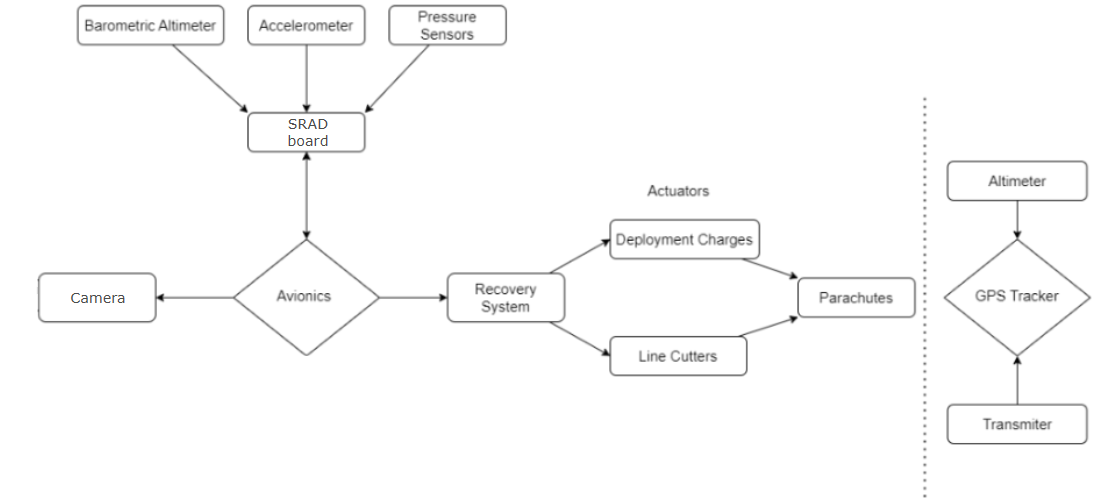 Barometric Altimeter
Accelerometer
Pressure
Sensors
SRAD
board
Actuators
Altimeter
Deployment Charges
Camera
Avionics
Recovery
System
Parachutes
GPS Tracker
Line Cutters
Transmiter